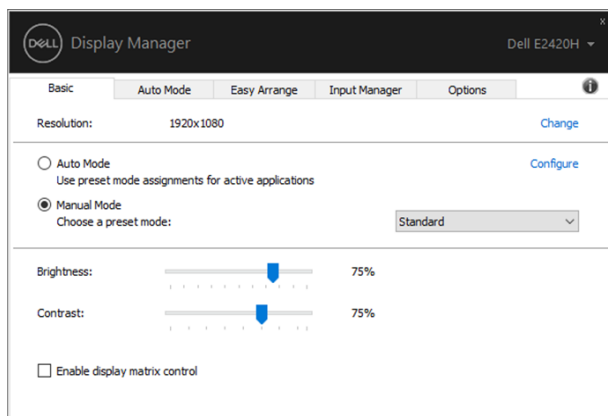 DELL Display Manager Dell E2420H
Basic Auto Mode Easy Arrange Input Manager Options
Resolution: 1920x1080 Change
Auto Mode Configure
Use preset mode assignments for active applications
Manual Mode
Choose a preset mode: Standard
Brightness: 75%
Contrast: 75%
Enable display matrix control